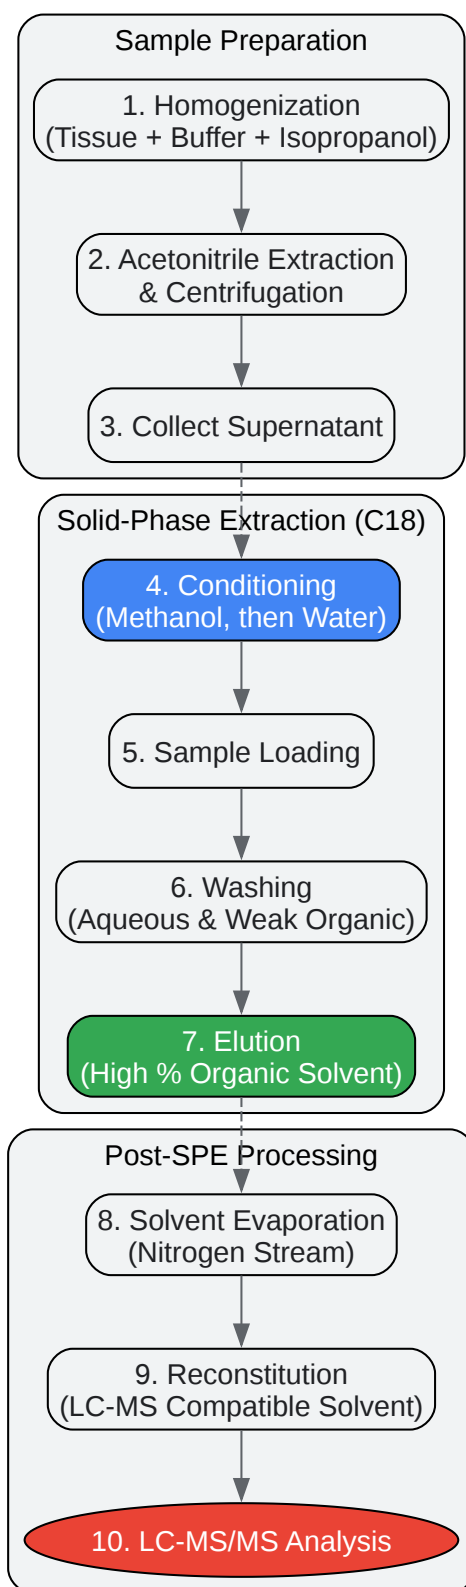 Sample Preparation
1. Homogenization
(Tissue + Buffer + Isopropanol)
2. Acetonitrile Extraction
& Centrifugation
3. Collect Supernatant
Solid-Phase Extraction (C18)
4. Conditioning
(Methanol, then Water)
5. Sample Loading
6. Washing
(Aqueous & Weak Organic)
7. Elution
(High % Organic Solvent)
Post-SPE Processing
8. Solvent Evaporation
(Nitrogen Stream)
9. Reconstitution
(LC-MS Compatible Solvent)
10. LC-MS/MS Analysis